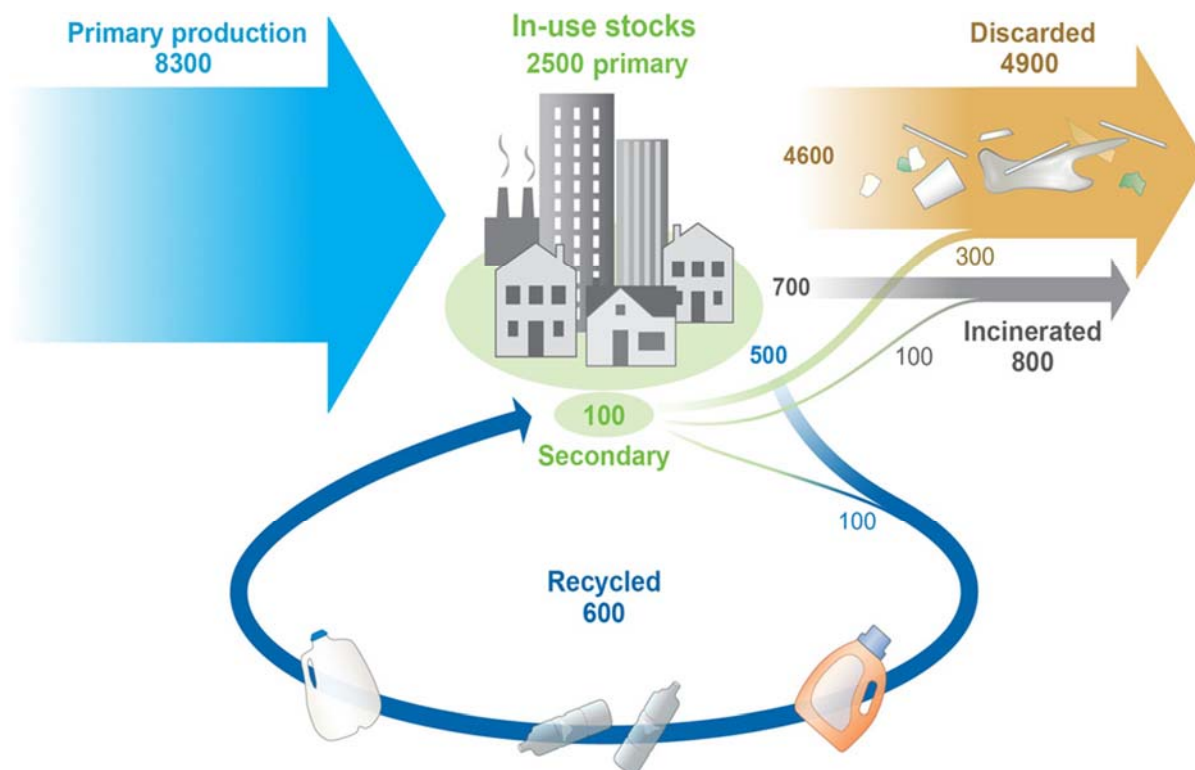 Primary production
8300
In-use stocks
2500 primary
Discarded
4900
4600
300
700
Incinerated
800
500
100
100
Secondary
100
Recycled
600